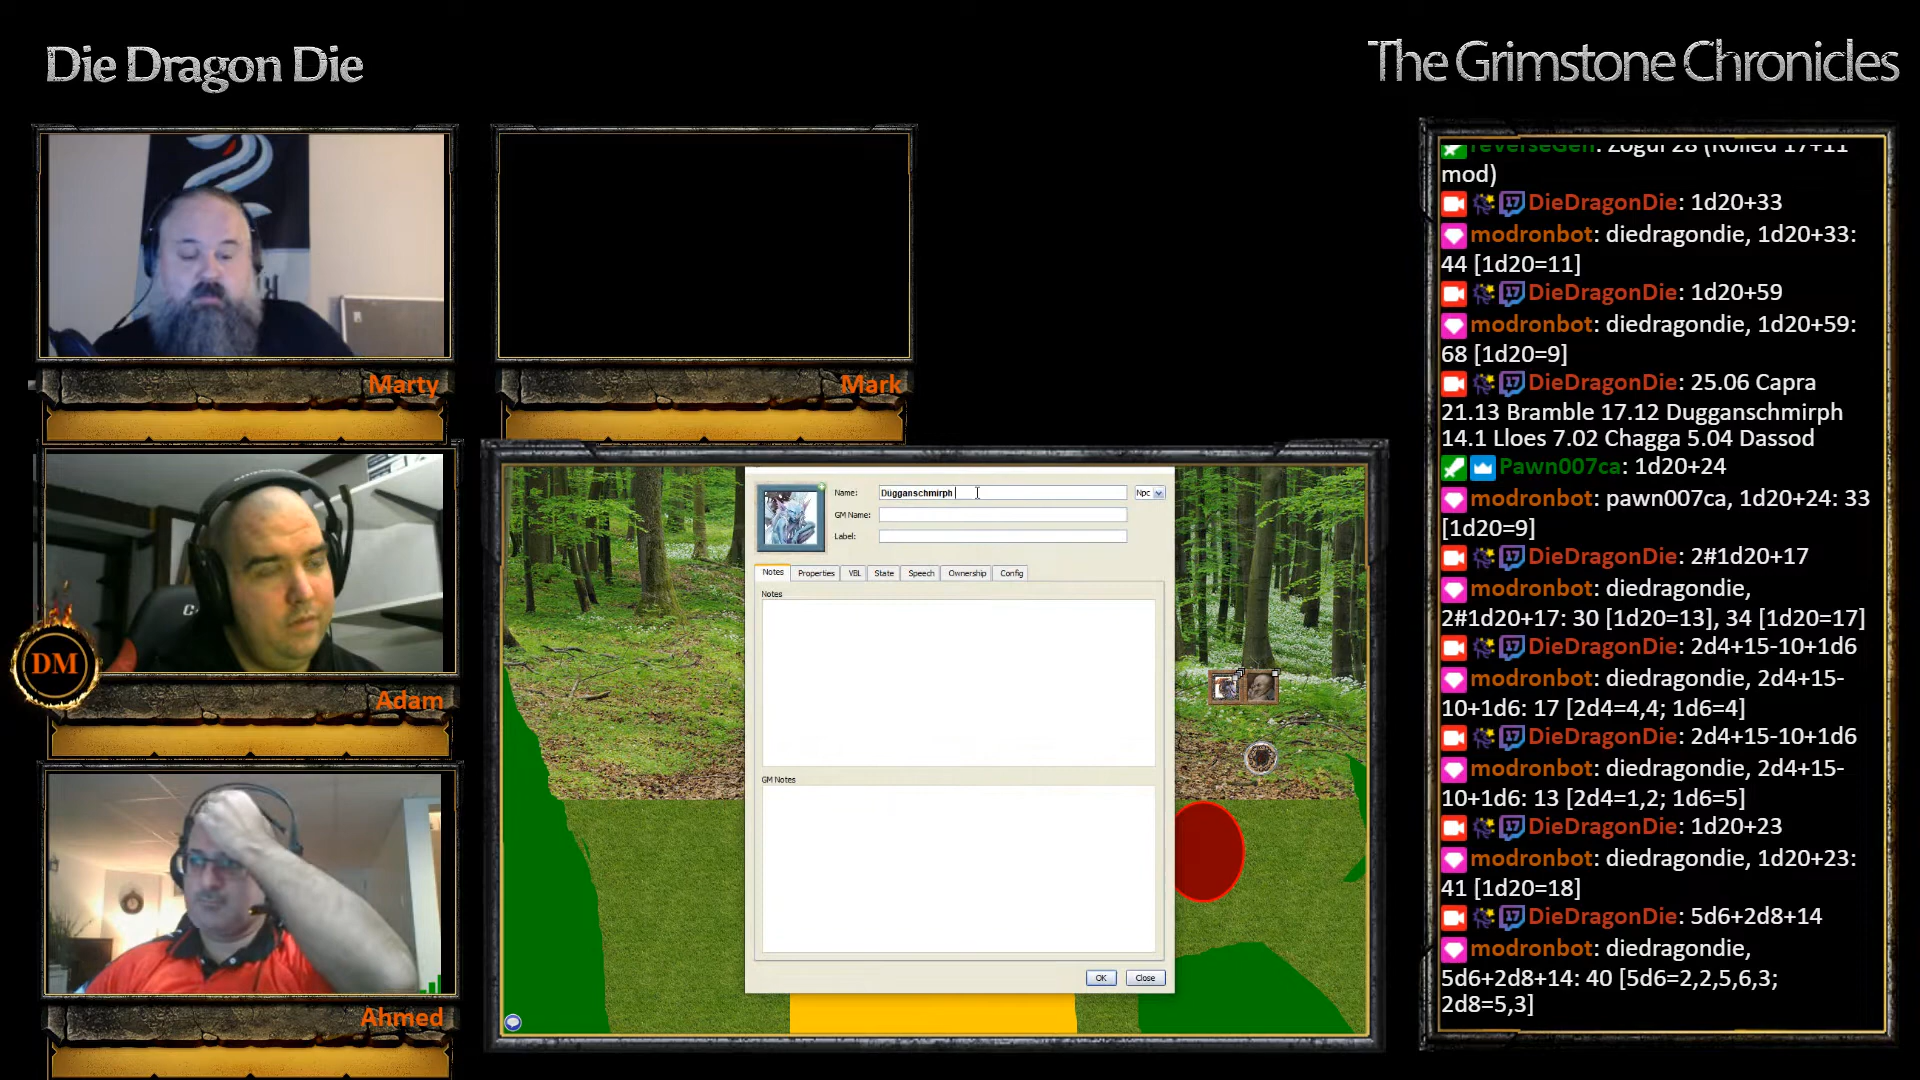 Die Dragon Die
The Grimstone Chronicles
Marty
Mark
DM
Adam
Ahmed
Name:
Dügganschmirph
Npc
GM Name:
Label:
Notes
Properties
VBL
State
Speech
Ownership
Config
Notes
GM Notes
OK
Close
reverseGen: Zogul 28 (Rolled 17+11
mod)
DieDragonDie: 1d20+33
modronbot: diedragondie, 1d20+33:
44 [1d20=11]
DieDragonDie: 1d20+59
modronbot: diedragondie, 1d20+59:
68 [1d20=9]
DieDragonDie: 25.06 Capra
21.13 Bramble 17.12 Dugganschmirph
14.1 Lloes 7.02 Chagga 5.04 Dassod
Pawn007ca: 1d20+24
modronbot: pawn007ca, 1d20+24: 33
[1d20=9]
DieDragonDie: 2#1d20+17
modronbot: diedragondie,
2#1d20+17: 30 [1d20=13], 34 [1d20=17]
DieDragonDie: 2d4+15-10+1d6
modronbot: diedragondie, 2d4+15-
10+1d6: 17 [2d4=4,4; 1d6=4]
DieDragonDie: 2d4+15-10+1d6
modronbot: diedragondie, 2d4+15-
10+1d6: 13 [2d4=1,2; 1d6=5]
DieDragonDie: 1d20+23
modronbot: diedragondie, 1d20+23:
41 [1d20=18]
DieDragonDie: 5d6+2d8+14
modronbot: diedragondie,
5d6+2d8+14: 40 [5d6=2,2,5,6,3;
2d8=5,3]